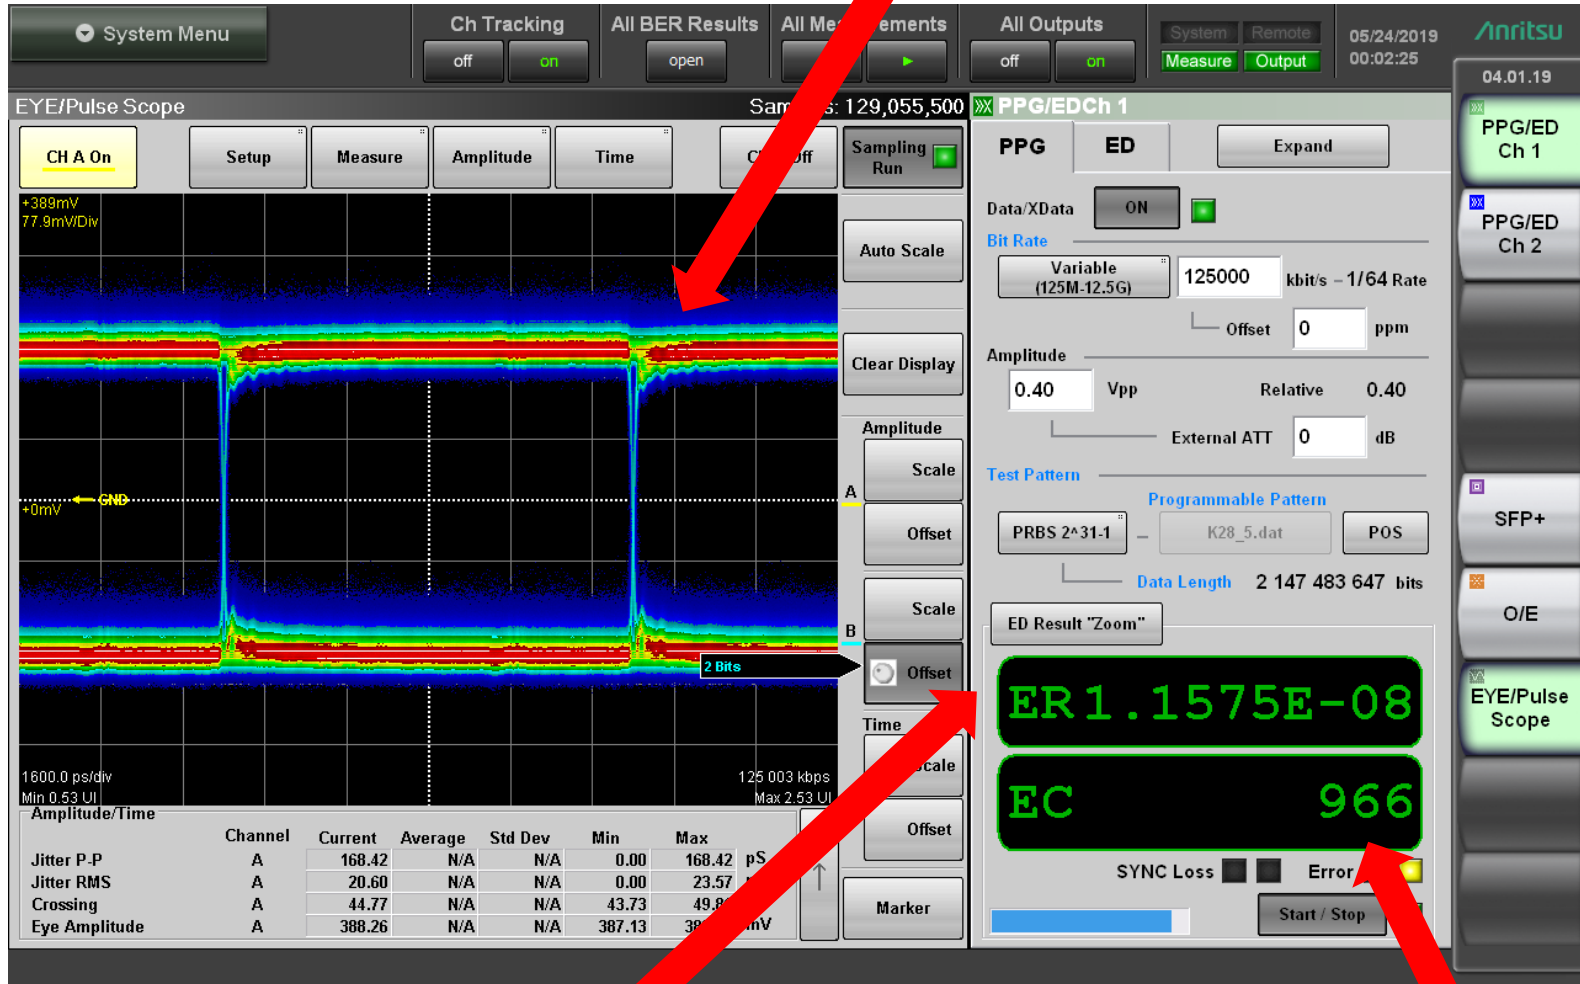 System Menu
Ch Tracking
off on
All BER Results
open
All Me ements
All Outputs
off on
System Remote
Measure Output
05/24/2019
00:02:25
Anritsu
04.01.19
EYE/Pulse Scope
129,055,500
CH A On
Setup
Measure
Amplitude
Time
Off
Sampling
Run
+389mV
77.9mV/Div
GND
+0mV
2 Bits
1600.0 ps/div
Min 0.53 UI
125 003 kbps
Max 2.53 UI
Auto Scale
Clear Display
Amplitude
A
Scale
Offset
B
Scale
Offset
Time
Offset
Marker
Amplitude/Time
Channel Current Average Std Dev Min Max
Jitter P-P A 168.42 N/A N/A 0.00 168.42 pS
Jitter RMS A 20.60 N/A N/A 0.00 23.57
Crossing A 44.77 N/A N/A 43.73
Eye Amplitude A 388.26 N/A N/A 387.13
PPG/EDCh 1
PPG ED Expand
Data/XData ON
Bit Rate
Variable
(125M-12.5G)
125000 kbit/s - 1/64 Rate
Offset 0 ppm
Amplitude
0.40 Vpp Relative 0.40
External ATT 0 dB
Test Pattern
Programmable Pattern
PRBS 2^31-1 - K28_5.dat POS
Data Length 2 147 483 647 bits
ED Result "Zoom"
ER 1.1575E-08
EC 966
SYNC Loss Error
Start / Stop
PPG/ED
Ch 1
PPG/ED
Ch 2
SFP+
O/E
EYE/Pulse
Scope